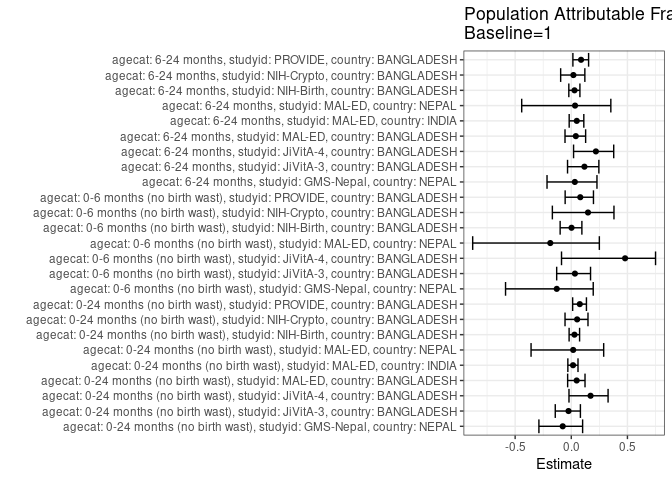 Population Attributable Fra
Baseline=1
agecat: 6-24 months, studyid: PROVIDE, country: BANGLADESH
agecat: 6-24 months, studyid: NIH-Crypto, country: BANGLADESH
agecat: 6-24 months, studyid: NIH-Birth, country: BANGLADESH
agecat: 6-24 months, studyid: MAL-ED, country: NEPAL
agecat: 6-24 months, studyid: MAL-ED, country: INDIA
agecat: 6-24 months, studyid: MAL-ED, country: BANGLADESH
agecat: 6-24 months, studyid: JiVitA-4, country: BANGLADESH
agecat: 6-24 months, studyid: JiVitA-3, country: BANGLADESH
agecat: 6-24 months, studyid: GMS-Nepal, country: NEPAL
agecat: 0-6 months (no birth wast), studyid: PROVIDE, country: BANGLADESH
agecat: 0-6 months (no birth wast), studyid: NIH-Crypto, country: BANGLADESH
agecat: 0-6 months (no birth wast), studyid: NIH-Birth, country: BANGLADESH
agecat: 0-6 months (no birth wast), studyid: MAL-ED, country: NEPAL
agecat: 0-6 months (no birth wast), studyid: JiVitA-4, country: BANGLADESH
agecat: 0-6 months (no birth wast), studyid: JiVitA-3, country: BANGLADESH
agecat: 0-6 months (no birth wast), studyid: GMS-Nepal, country: NEPAL
agecat: 0-24 months (no birth wast), studyid: PROVIDE, country: BANGLADESH
agecat: 0-24 months (no birth wast), studyid: NIH-Crypto, country: BANGLADESH
agecat: 0-24 months (no birth wast), studyid: NIH-Birth, country: BANGLADESH
agecat: 0-24 months (no birth wast), studyid: MAL-ED, country: NEPAL
agecat: 0-24 months (no birth wast), studyid: MAL-ED, country: INDIA
agecat: 0-24 months (no birth wast), studyid: MAL-ED, country: BANGLADESH
agecat: 0-24 months (no birth wast), studyid: JiVitA-4, country: BANGLADESH
agecat: 0-24 months (no birth wast), studyid: JiVitA-3, country: BANGLADESH
agecat: 0-24 months (no birth wast), studyid: GMS-Nepal, country: NEPAL
-0.5 0.0 0.5
Estimate